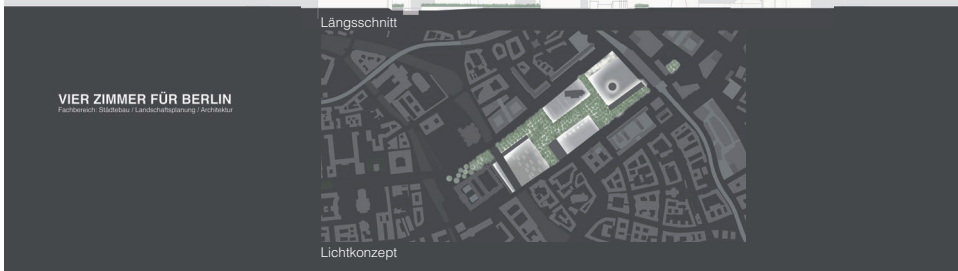 Längsschnitt
VIER ZIMMER FÜR BERLIN
Fachbereich: Städtebau / Landschaftsplanung / Architektur
Lichtkonzept